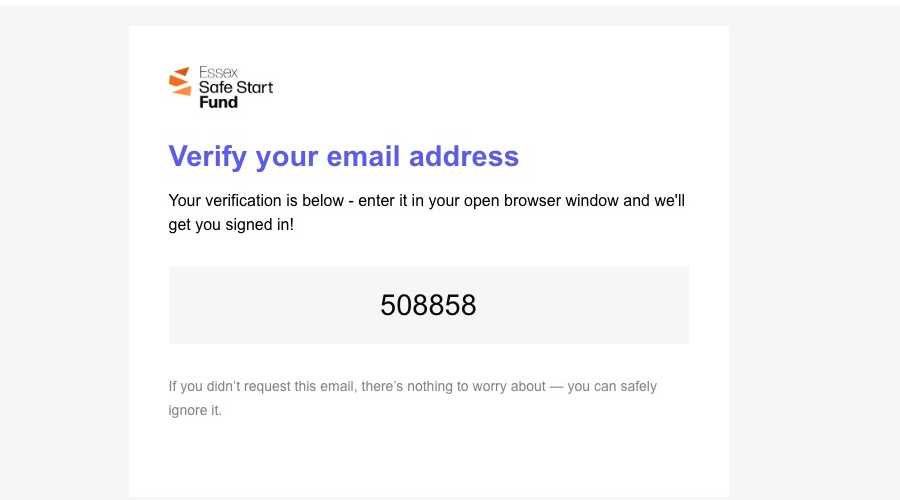 Essex
Safe Start
Fund
Verify your email address
Your verification is below - enter it in your open browser window and we'll
get you signed in!
508858
If you didn’t request this email, there’s nothing to worry about — you can safely
ignore it.